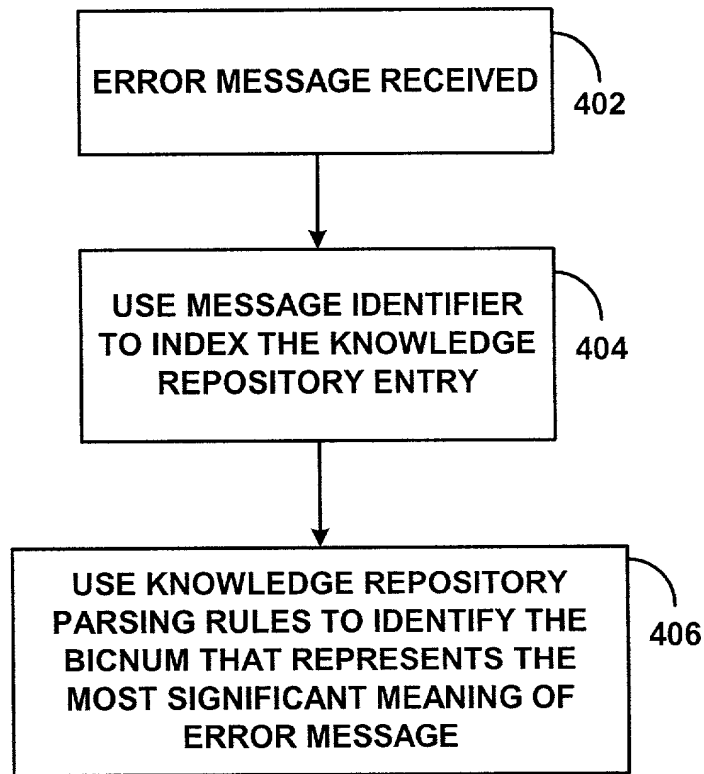 ERROR MESSAGE RECEIVED
402
USE MESSAGE IDENTIFIER
TO INDEX THE KNOWLEDGE
REPOSITORY ENTRY
404
USE KNOWLEDGE REPOSITORY
PARSING RULES TO IDENTIFY THE
BICNUM THAT REPRESENTS THE
MOST SIGNIFICANT MEANING OF
ERROR MESSAGE
406